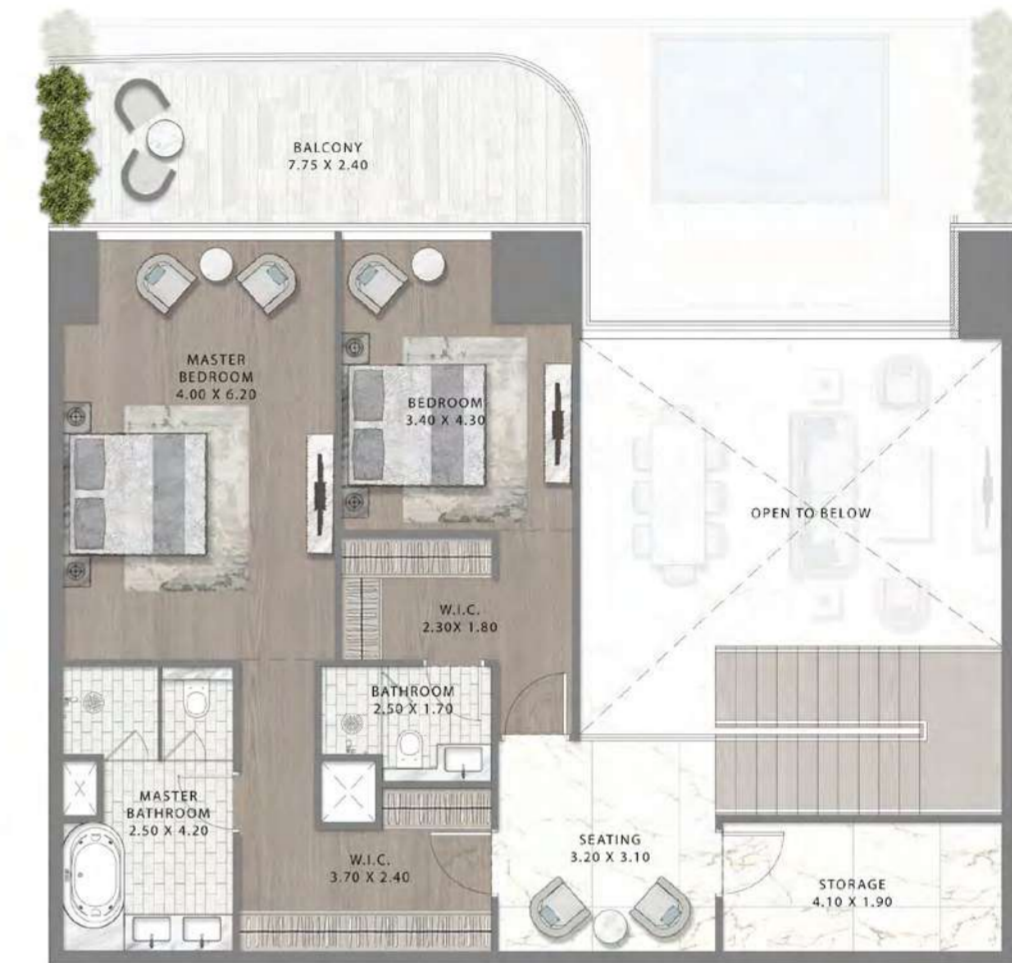 BALCONY
7.75 X 2.40
MASTER
BEDROOM
4.00 X 6.20
BEDROOM
3.40 X 4.30
OPEN TO BELOW
W.I.C.
2.30X 1.80
BATHROOM
2.50 X 1.70
MASTER
BATHROOM
2.50 X 4.20
W.I.C.
3.70 X 2.40
SEATING
3.20 X 3.10
STORAGE
4.10 X 1.90